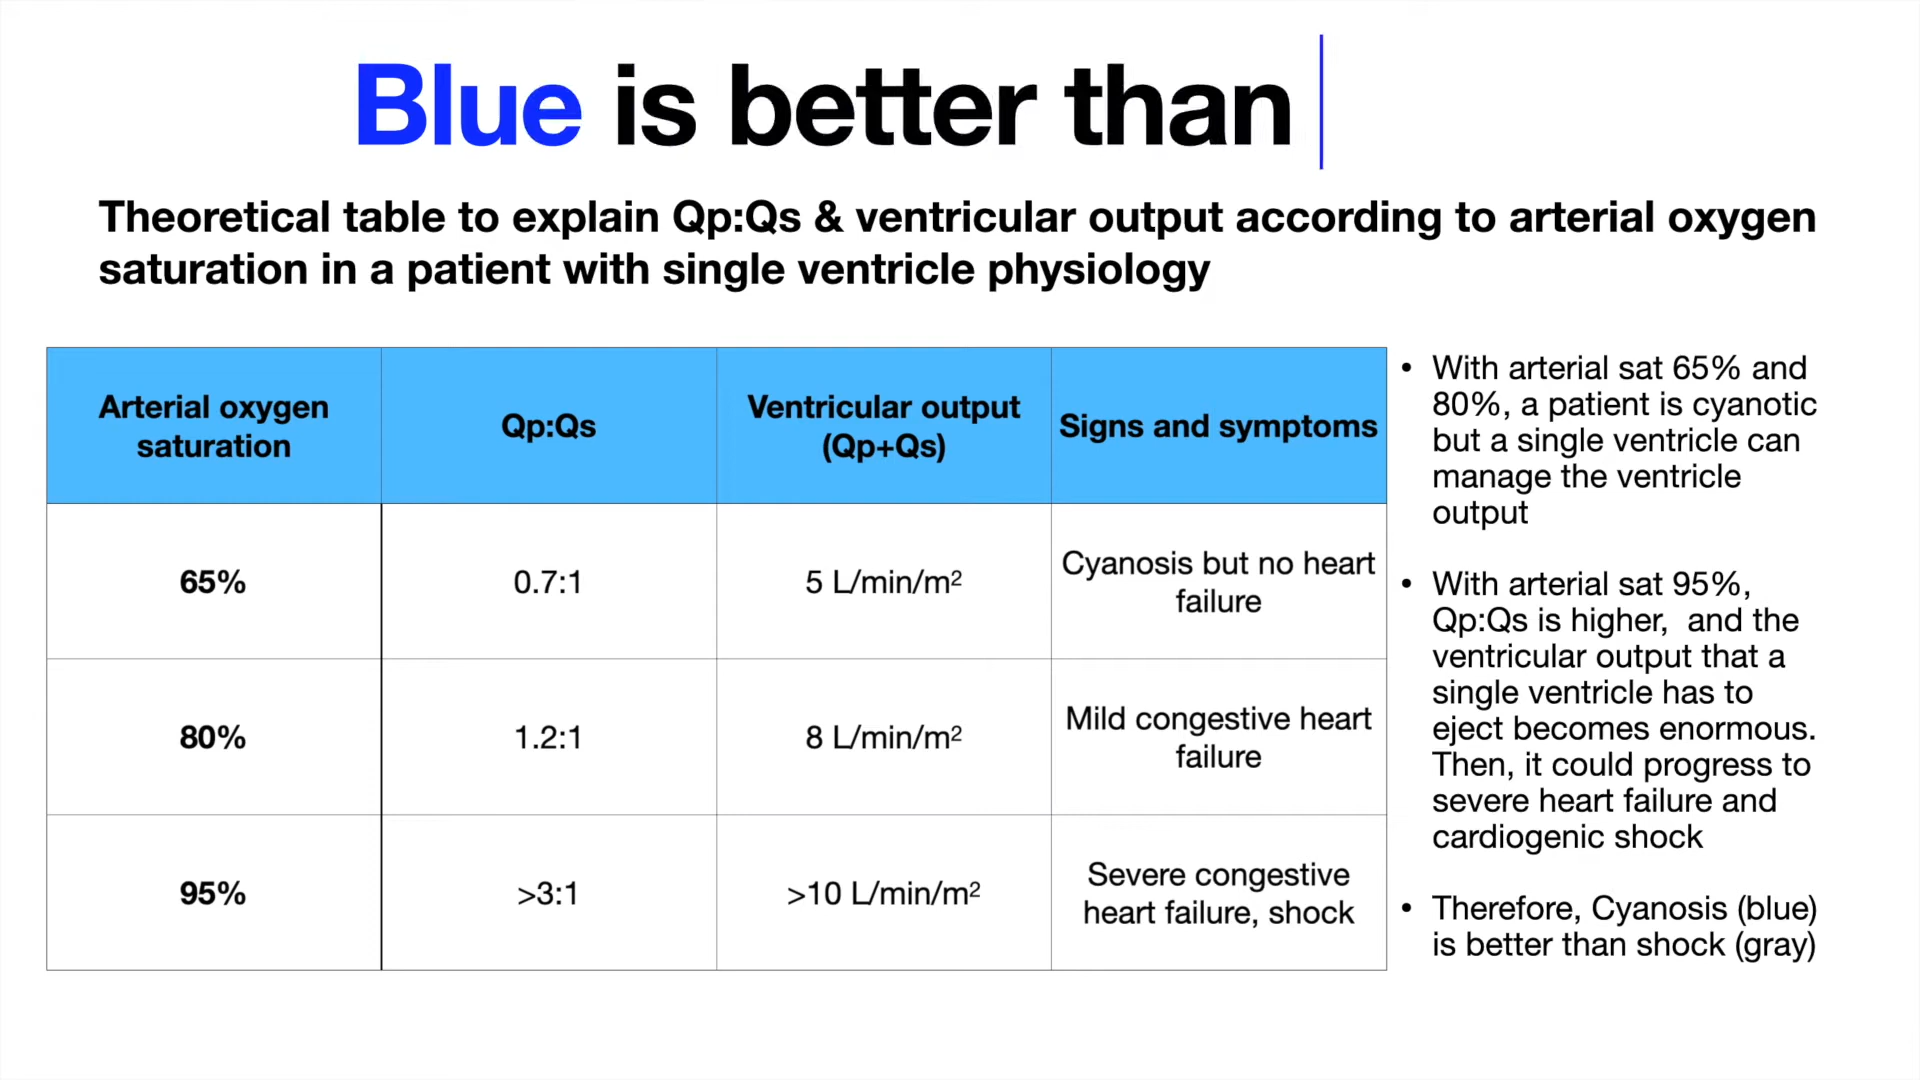 Blue is better than
Theoretical table to explain Qp:Qs & ventricular output according to arterial oxygen
saturation in a patient with single ventricle physiology
Arterial oxygen
saturation
Qp:Qs
Ventricular output
(Qp+Qs)
Signs and symptoms
65%
0.7:1
5 L/min/m²
Cyanosis but no heart
failure
80%
1.2:1
8 L/min/m²
Mild congestive heart
failure
95%
>3:1
>10 L/min/m²
Severe congestive
heart failure, shock
• With arterial sat 65% and
80%, a patient is cyanotic
but a single ventricle can
manage the ventricle
output
• With arterial sat 95%,
Qp:Qs is higher,  and the
ventricular output that a
single ventricle has to
eject becomes enormous.
Then, it could progress to
severe heart failure and
cardiogenic shock
• Therefore, Cyanosis (blue)
is better than shock (gray)